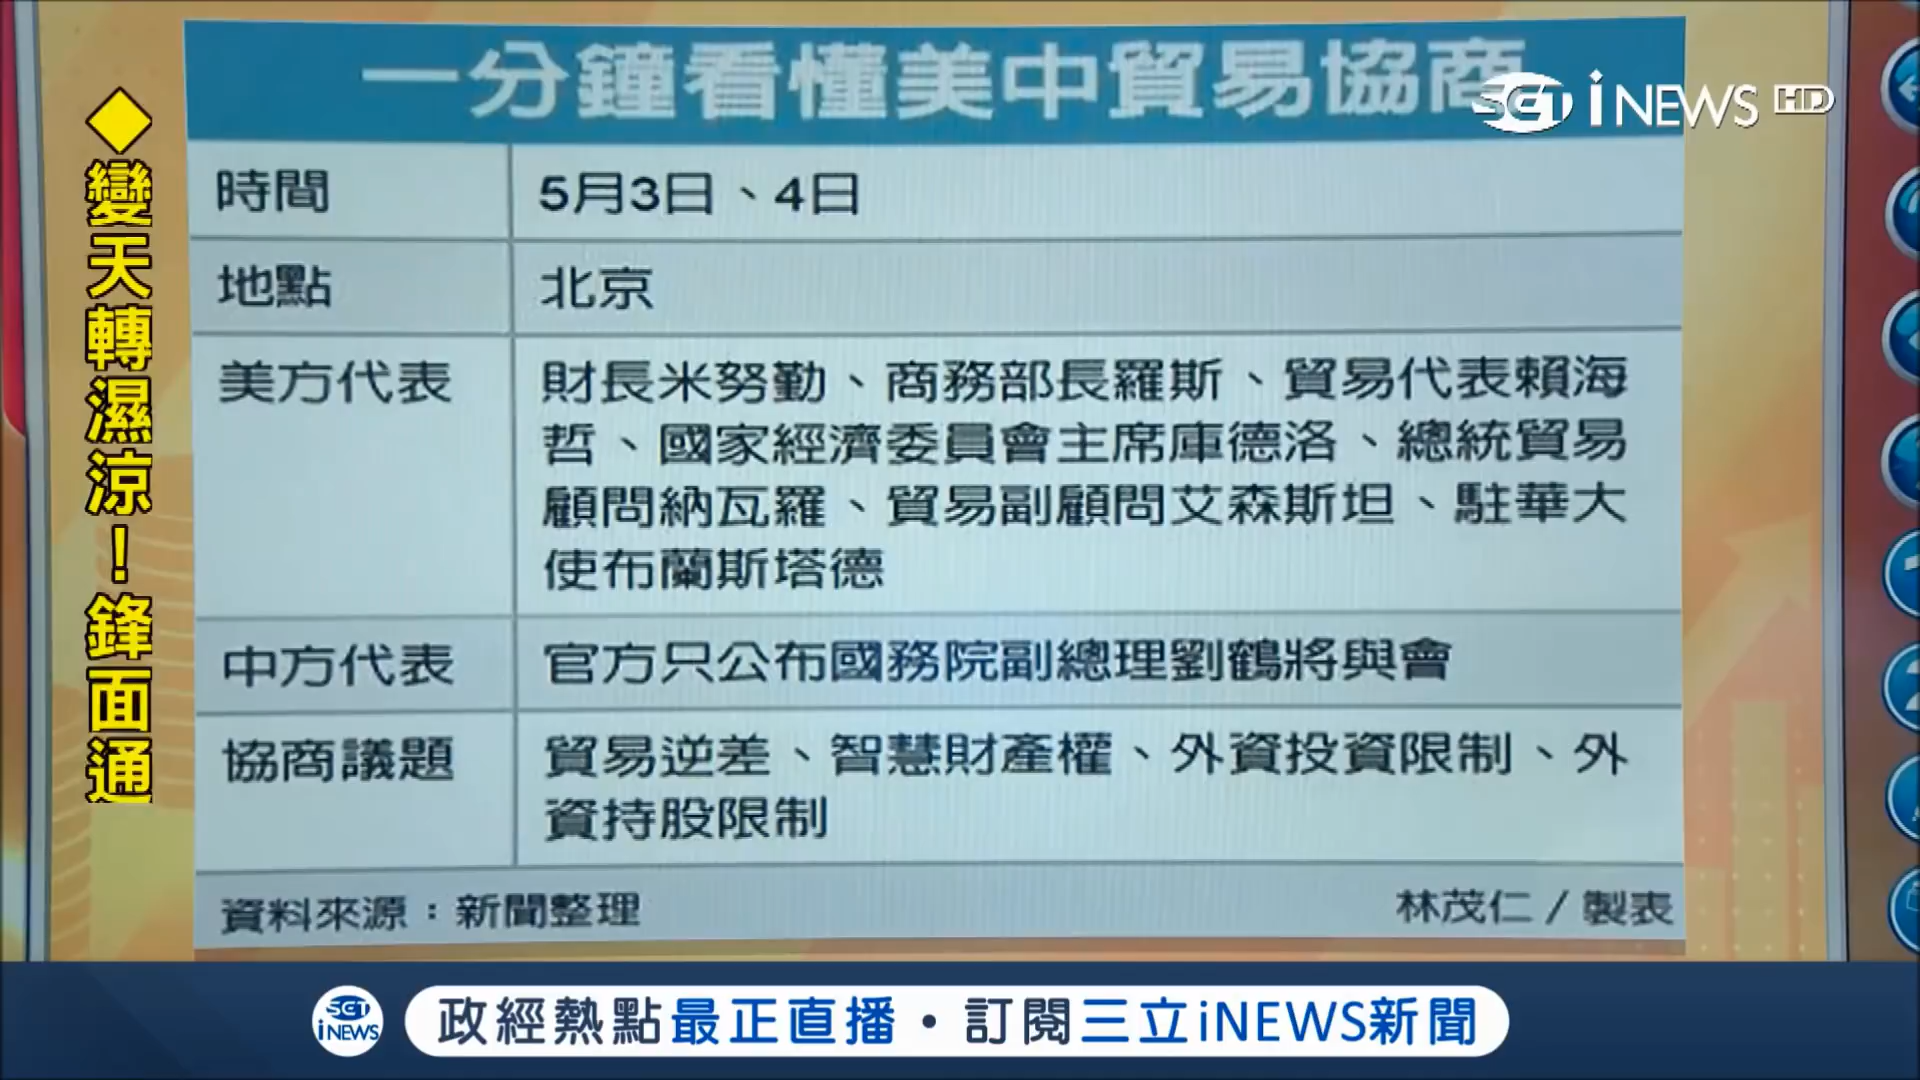 一分鐘看懂美中貿易協商
SET iNEWS HD
◆變天轉濕涼！鋒面通
時間
5月3日、4日
地點
北京
美方代表
財長米努勤、商務部長羅斯、貿易代表賴海
哲、國家經濟委員會主席庫德洛、總統貿易
顧問納瓦羅、貿易副顧問艾森斯坦、駐華大
使布蘭斯塔德
中方代表
官方只公布國務院副總理劉鶴將與會
協商議題
貿易逆差、智慧財產權、外資投資限制、外
資持股限制
資料來源：新聞整理
林茂仁／製表
SET iNEWS
政經熱點最正直播・訂閱三立iNEWS新聞